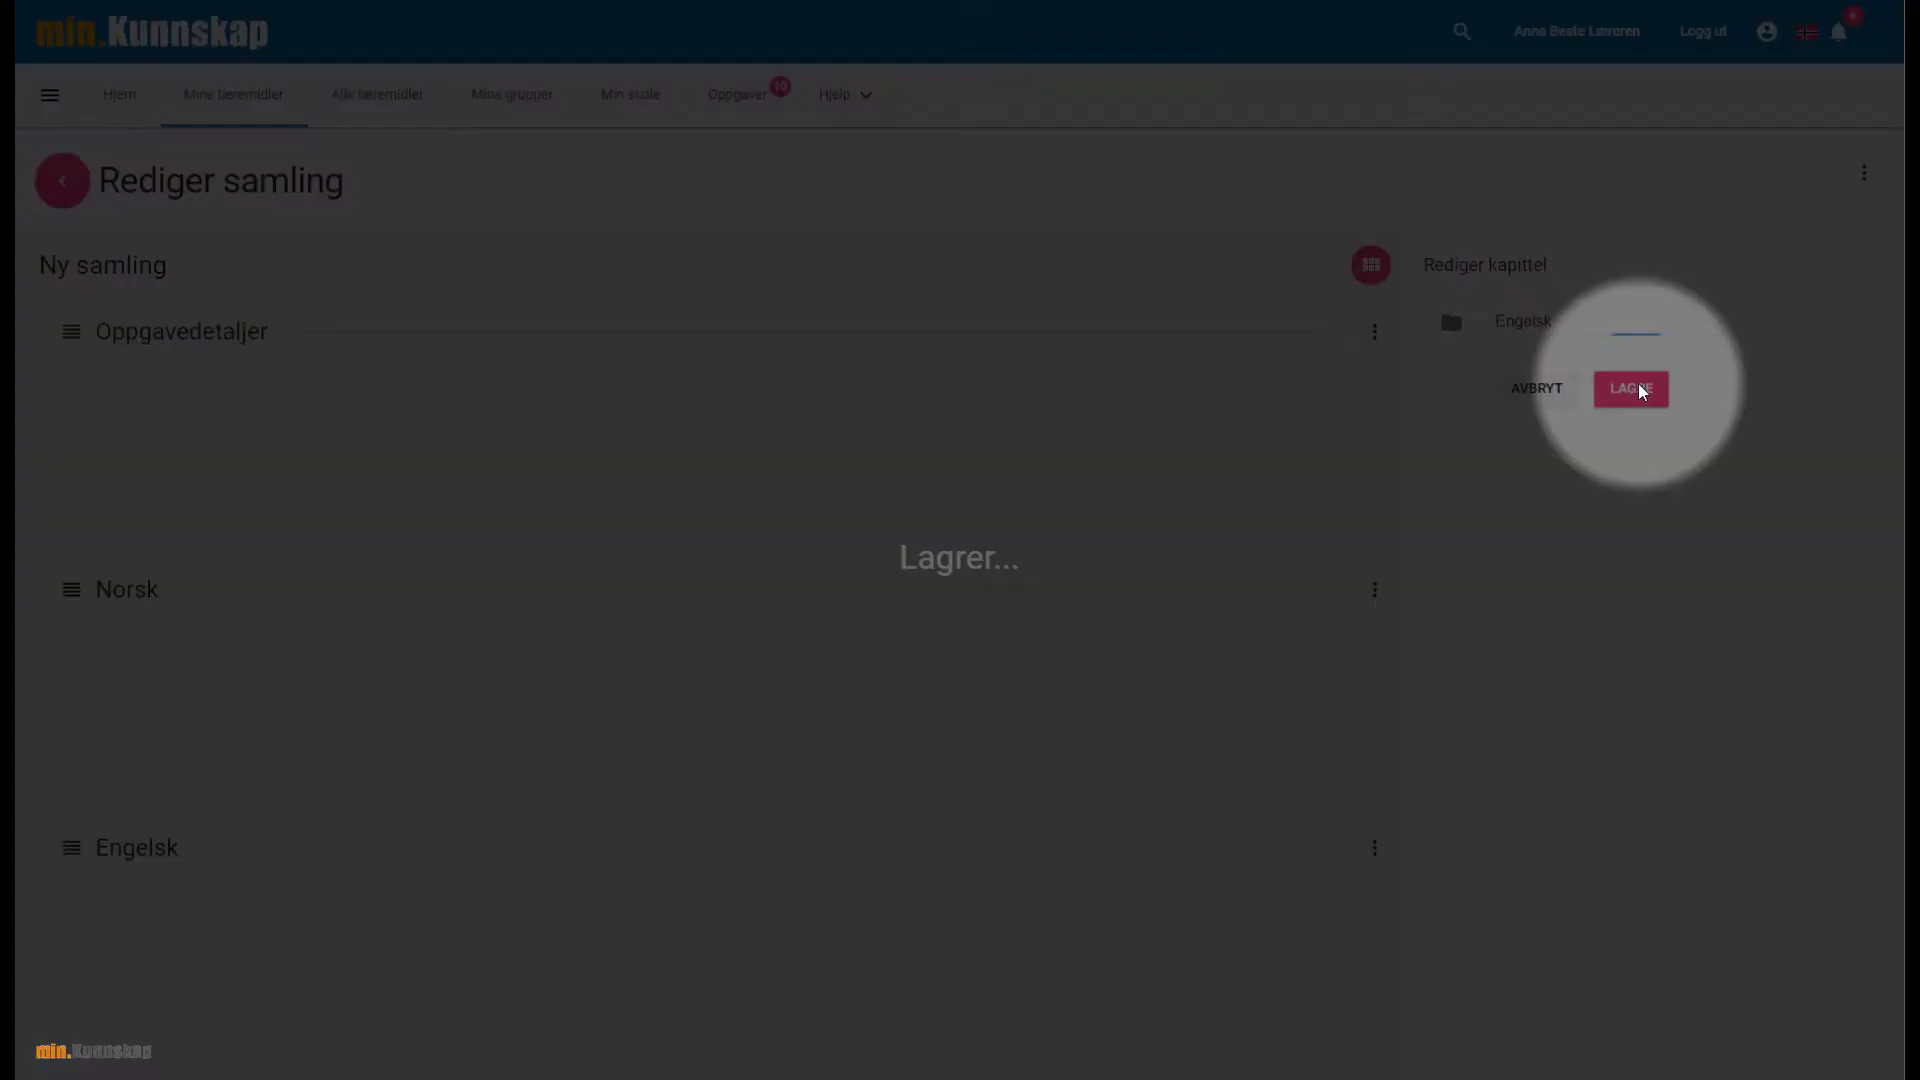 min.Kunnskap
Anna Beste Læreren
Logg ut
Hjem
Mine læremidler
Alle læremidler
Mine grupper
Min skole
Oppgaver
10
Hjelp
Rediger samling
Ny samling
Rediger kapittel
Oppgavedetaljer
Engelsk
AVBRYT
LAGRE
Lagrer...
Norsk
Engelsk
min.Kunnskap